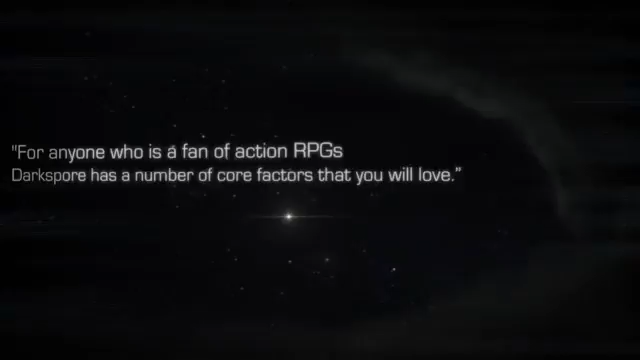 "For anyone who is a fan of action RPGs
Darkspore has a number of core factors that you will love.”